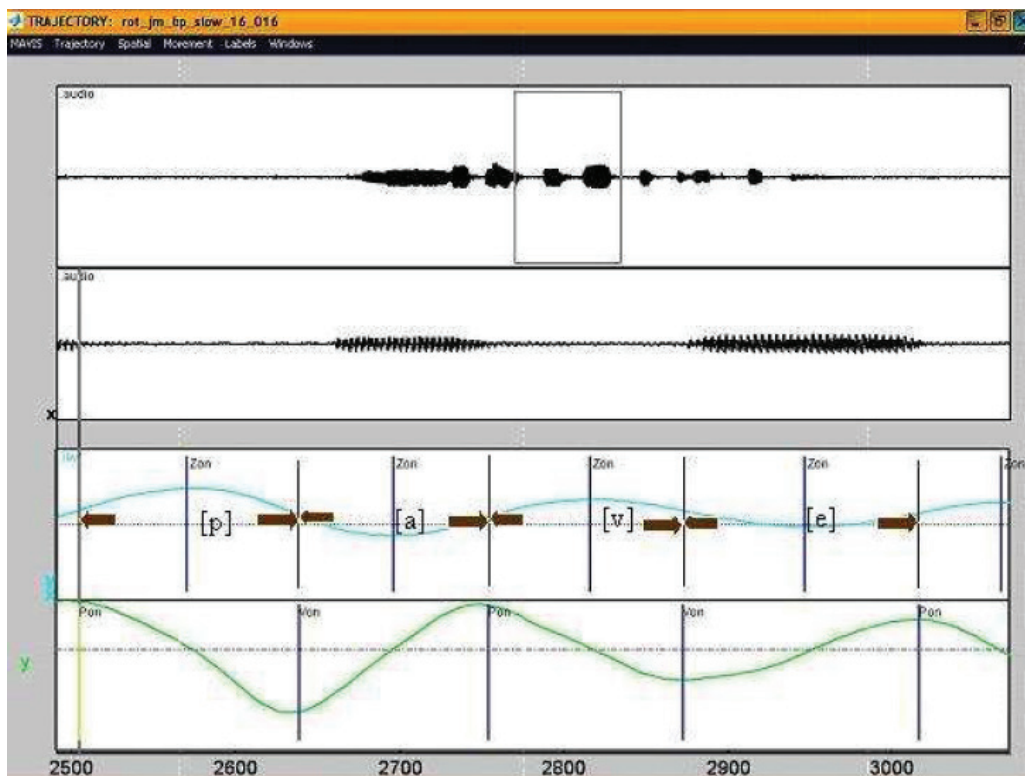 TRAJECTORY: rot_jm_bp_slow_16_016
MAVIS Trajectory Spatial Movement Labels Windows
audio
audio
x
Zon Zon Zon Zon Zon
[p] [a] [v] [e]
Pon Von Pon Von Pon
y
2500 2600 2700 2800 2900 3000